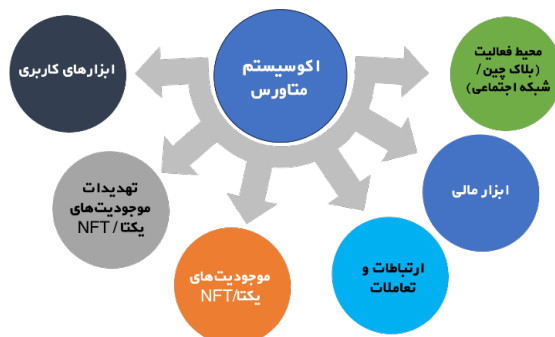 اکوسیستم
متاورس
محیط فعالیت
(بلاک چین /
شبکه اجتماعی)
ابزار مالی
ارتباطات و
تعاملات
موجودیت‌های
یکتا/NFT
تهدیدات
موجودیت‌های
یکتا / NFT
ابزارهای کاربری